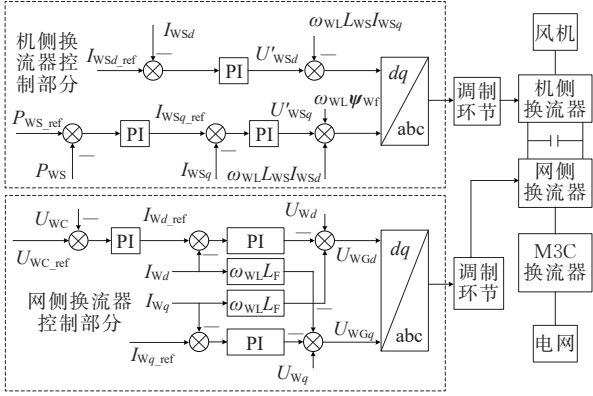 机侧换
流器控
制部分
I_WSd
I_WSd_ref
—
PI
U′_WSd
ω_WL L_WS I_WSq
—
P_WS_ref
—
P_WS
PI
I_WSq_ref
—
I_WSq
PI
U′_WSq
ω_WL ψ_Wf
ω_WL L_WS I_WSd
dq
abc
调制
环节
风机
机侧
换流器
网侧
换流器
M3C
换流器
电网
U_WC
—
U_WC_ref
PI
I_Wd_ref
—
PI
—
U_Wd
U_WGd
I_Wd
ω_WL L_F
I_Wq
ω_WL L_F
网侧换流器
控制部分
—
—
I_Wq_ref
PI
—
U_WGq
U_Wq
dq
abc
调制
环节